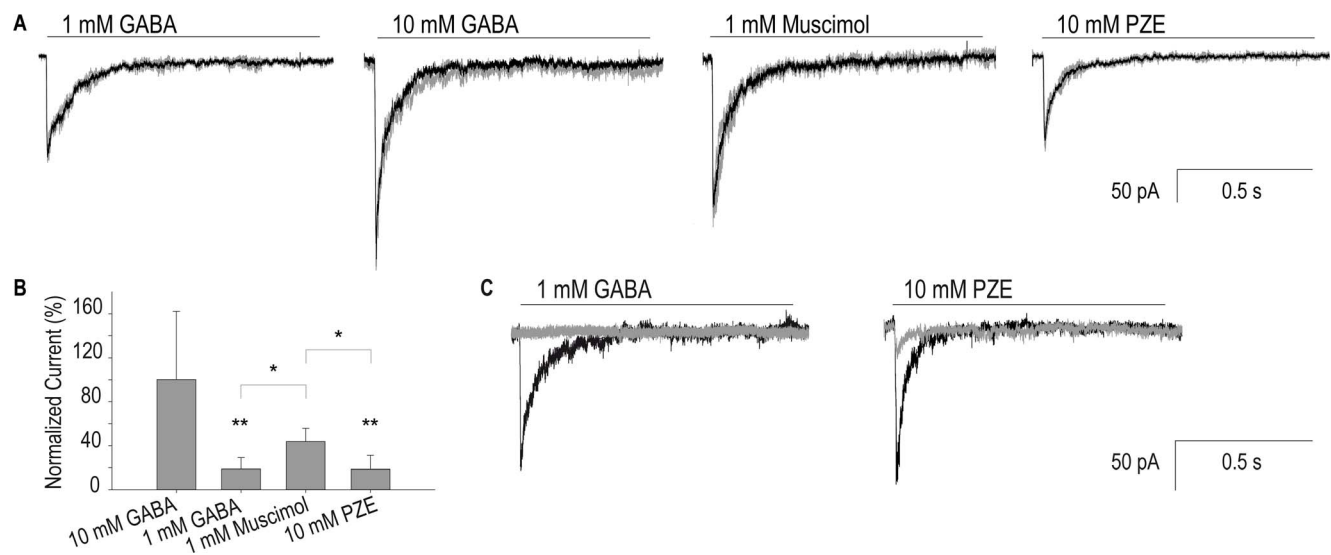 A
1 mM GABA
10 mM GABA
1 mM Muscimol
10 mM PZE
50 pA
0.5 s
B
Normalized Current (%)
160
120
80
40
0
*
*
**
**
10 mM GABA
1 mM GABA
1 mM Muscimol
10 mM PZE
C
1 mM GABA
10 mM PZE
50 pA
0.5 s